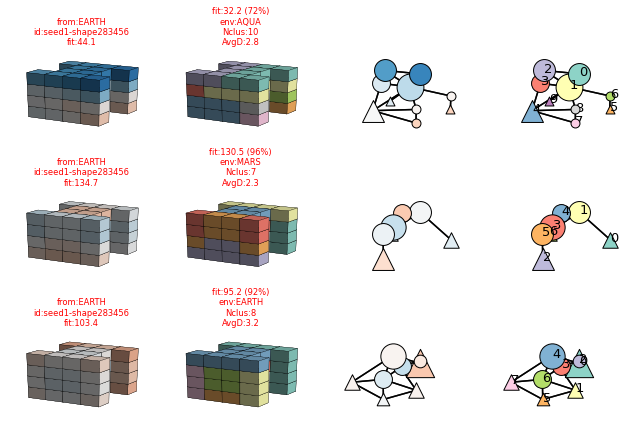 from:EARTH
id:seed1-shape283456
fit:44.1
fit:32.2 (72%)
env:AQUA
Nclus:10
AvgD:2.8
2
0
3
1
6
9
4
8
5
7
from:EARTH
id:seed1-shape283456
fit:134.7
fit:130.5 (96%)
env:MARS
Nclus:7
AvgD:2.3
4
1
3
5
6
0
2
from:EARTH
id:seed1-shape283456
fit:103.4
fit:95.2 (92%)
env:EARTH
Nclus:8
AvgD:3.2
4
3
7
6
1
5